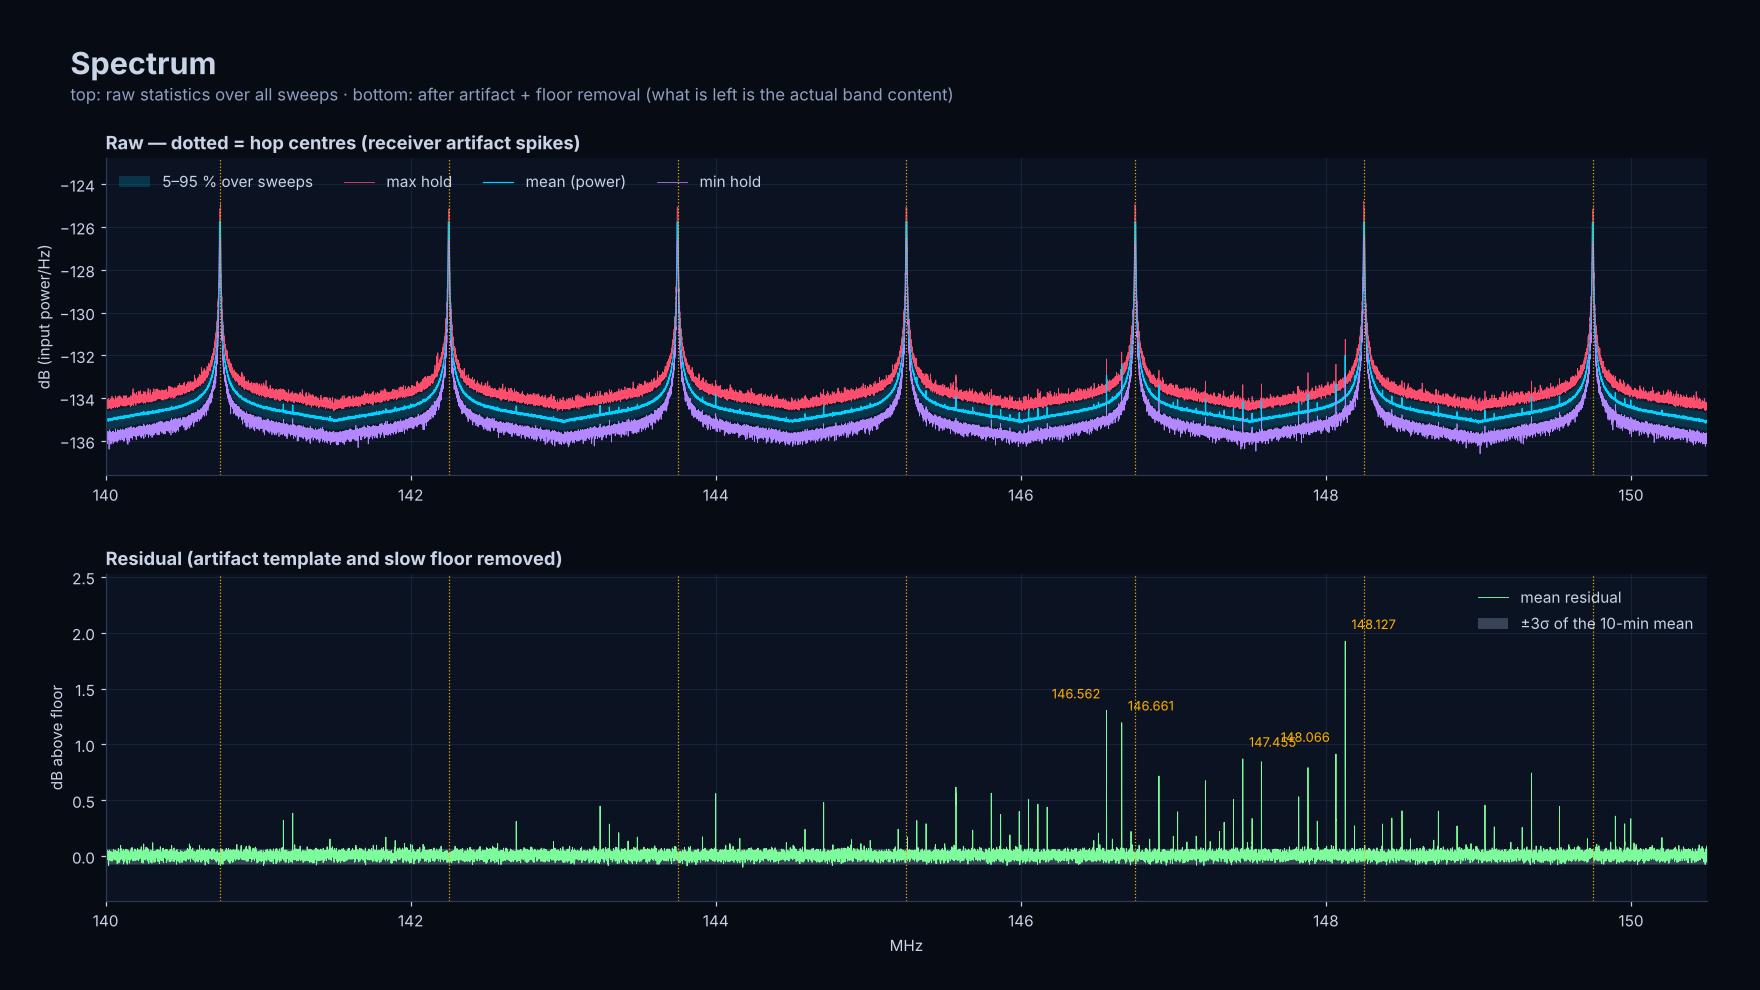 Spectrum
top: raw statistics over all sweeps · bottom: after artifact + floor removal (what is left is the actual band content)
Raw — dotted = hop centres (receiver artifact spikes)
5–95 % over sweeps
max hold
mean (power)
min hold
dB (input power/Hz)
−124
−126
−128
−130
−132
−134
−136
140
142
144
146
148
150
Residual (artifact template and slow floor removed)
mean residual
±3σ of the 10-min mean
dB above floor
2.5
2.0
1.5
1.0
0.5
0.0
148.127
146.562
146.661
147.455
148.066
140
142
144
146
148
150
MHz